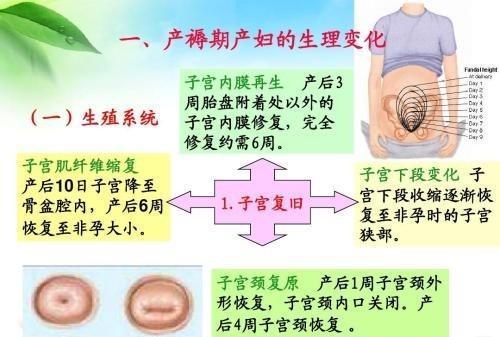 一、产褥期产妇的生理变化
（一）生殖系统
子宫内膜再生 产后3
周胎盘附着处以外的
子宫内膜修复，完全
修复约需6周。
Fundal height
At delivery
Day 1
Day 2
Day 3
Day 4
Day 5
Day 6
Day 7
Day 8
Day 9
子宫肌纤维缩复
产后10日子宫降至
骨盆腔内，产后6周
恢复至非孕大小。
1.子宫复旧
子宫下段变化 子
宫下段收缩逐渐恢
复至非孕时的子宫
狭部。
子宫颈复原 产后1周子宫颈外
形恢复，子宫颈内口关闭。产
后4周子宫颈恢复 。